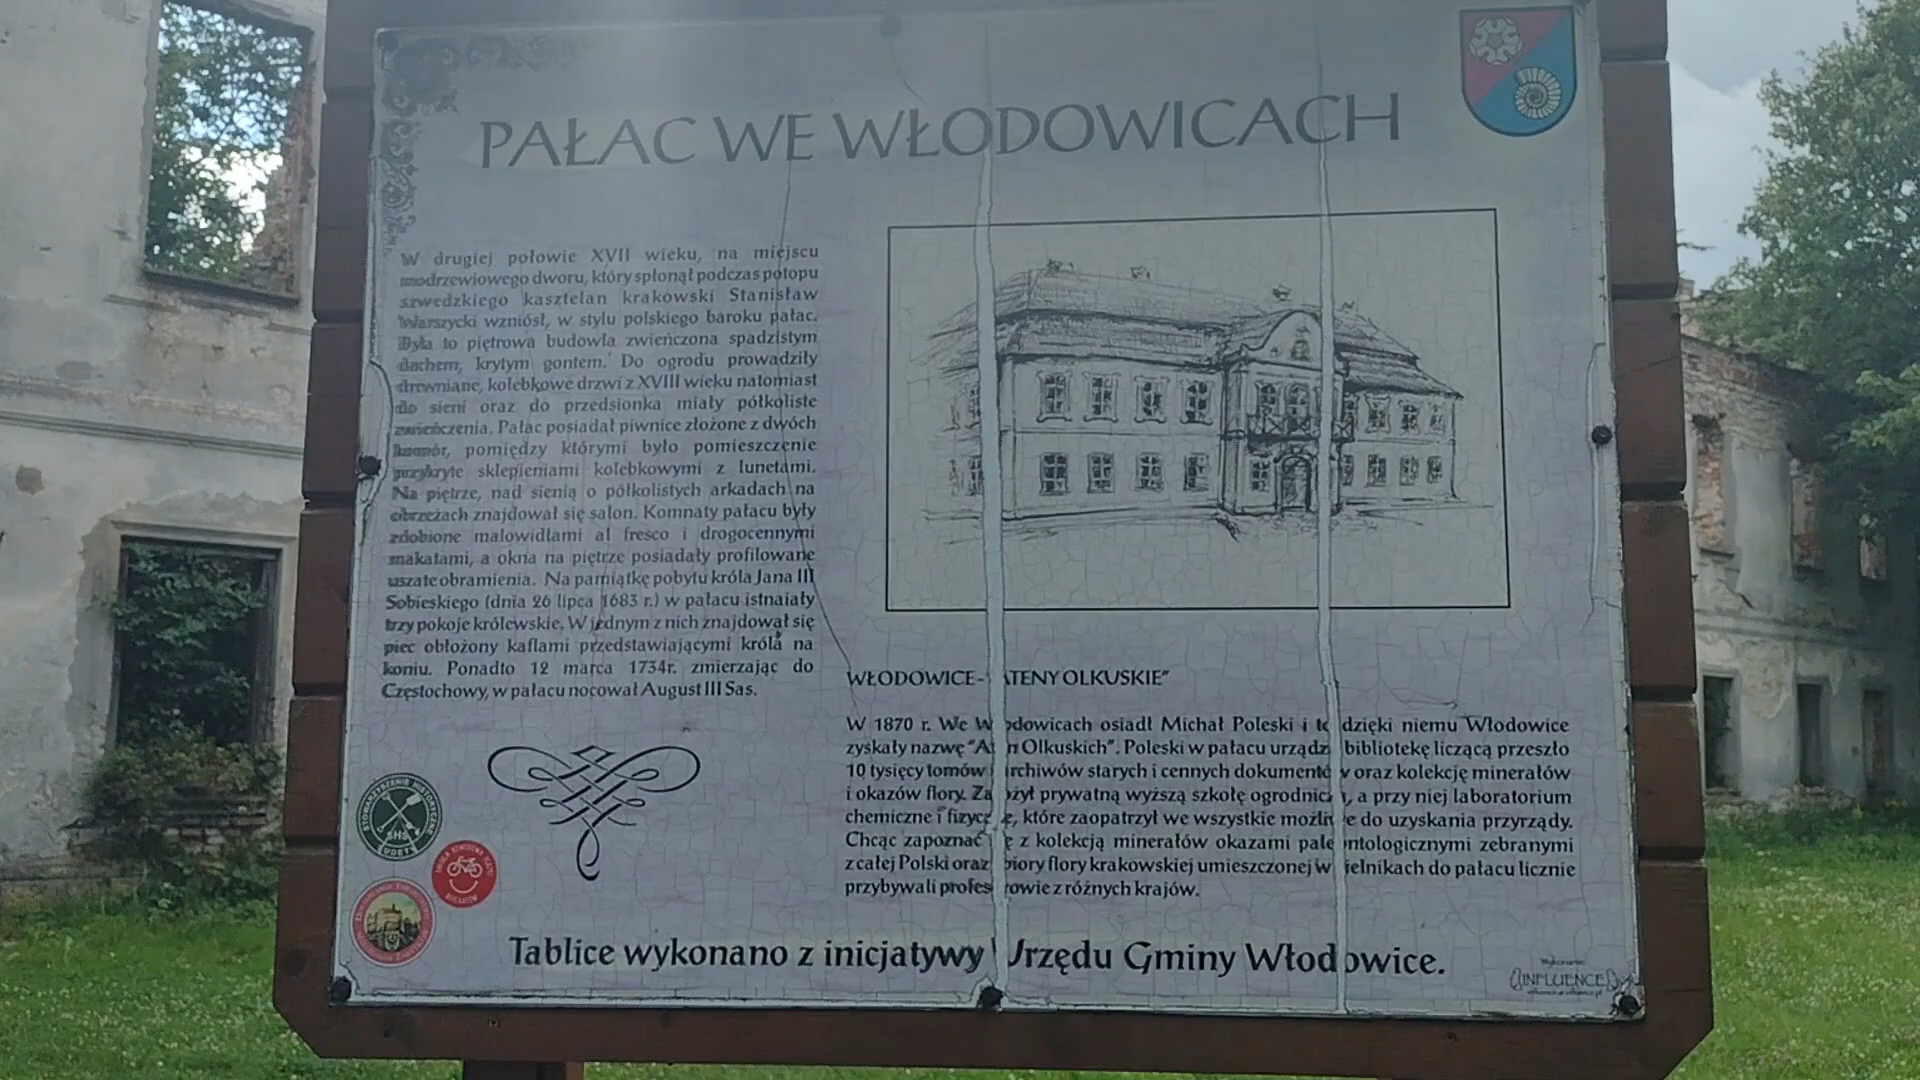 PAŁAC WE WŁODOWICACH
W drugiej połowie XVII wieku, na miejscu
modrzewiowego dworu, który spłonął podczas potopu
szwedzkiego kasztelan krakowski Stanisław
Warszycki wzniósł, w stylu polskiego baroku pałac.
Była to piętrowa budowla zwieńczona spadzistym
dachem, krytym gontem. Do ogrodu prowadziły
drewniane, kolebkowe drzwi z XVIII wieku natomiast
do sieni oraz do przedsionka miały półkoliste
zwieńczenia. Pałac posiadał piwnice złożone z dwóch
komór, pomiędzy którymi było pomieszczenie
przykryte sklepieniami kolebkowymi z lunetami.
Na piętrze, nad sienią o półkolistych arkadach na
obrzeżach znajdował się salon. Komnaty pałacu były
zdobione malowidłami al fresco i drogocennymi
makatami, a okna na piętrze posiadały profilowane
uszate obramienia. Na pamiątkę pobytu króla Jana III
Sobieskiego (dnia 26 lipca 1683 r.) w pałacu istniały
trzy pokoje królewskie. W jednym z nich znajdował się
piec obłożony kaflami przedstawiającymi króla na
koniu. Ponadto 12 marca 1734r. zmierzając do
Częstochowy, w pałacu nocował August III Sas.
WŁODOWICE- ATENY OLKUSKIE"
W 1870 r. We Włodowicach osiadł Michał Poleski i to dzięki niemu Włodowice
zyskały nazwę "Aten Olkuskich". Poleski w pałacu urządził bibliotekę liczącą przeszło
10 tysięcy tomów archiwów starych i cennych dokumentów oraz kolekcję minerałów
i okazów flory. Założył prywatną wyższą szkołę ogrodniczą, a przy niej laboratorium
chemiczne i fizyczne, które zaopatrzył we wszystkie możliwe do uzyskania przyrządy.
Chcąc zapoznać się z kolekcją minerałów okazami paleontologicznymi zebranymi
z całej Polski oraz zbiory flory krakowskiej umieszczonej w zielnikach do pałacu licznie
przybywali profesorowie z różnych krajów.
STOWARZYSZENIE HISTORYCZNE
SHS
UDETS
Tablice wykonano z inicjatywy Urzędu Gminy Włodowice.
Wykonanie:
INFLUENCE